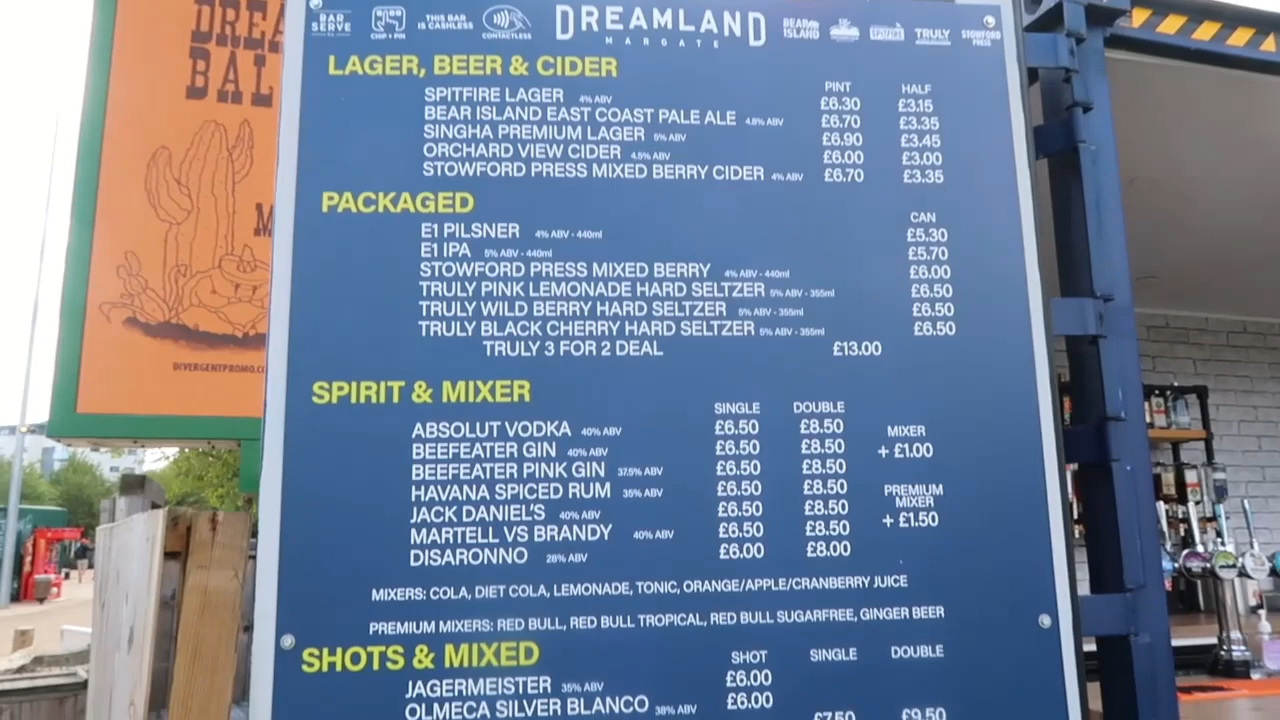 BAR SERVE
CHIP + PIN
THIS BAR IS CASHLESS
CONTACTLESS
DREAMLAND
MARGATE
BEAR ISLAND
SPITFIRE
TRULY
STOWFORD PRESS
LAGER, BEER & CIDER
PINT HALF
SPITFIRE LAGER 4% ABV £6.30 £3.15
BEAR ISLAND EAST COAST PALE ALE 4.8% ABV £6.70 £3.35
SINGHA PREMIUM LAGER 5% ABV £6.90 £3.45
ORCHARD VIEW CIDER 4.5% ABV £6.00 £3.00
STOWFORD PRESS MIXED BERRY CIDER 4% ABV £6.70 £3.35
PACKAGED
CAN
E1 PILSNER 4% ABV - 440ml £5.30
E1 IPA 5% ABV - 440ml £5.70
STOWFORD PRESS MIXED BERRY 4% ABV - 440ml £6.00
TRULY PINK LEMONADE HARD SELTZER 5% ABV - 355ml £6.50
TRULY WILD BERRY HARD SELTZER 5% ABV - 355ml £6.50
TRULY BLACK CHERRY HARD SELTZER 5% ABV - 355ml £6.50
TRULY 3 FOR 2 DEAL £13.00
SPIRIT & MIXER
SINGLE DOUBLE
ABSOLUT VODKA 40% ABV £6.50 £8.50
BEEFEATER GIN 40% ABV £6.50 £8.50
BEEFEATER PINK GIN 37.5% ABV £6.50 £8.50
HAVANA SPICED RUM 35% ABV £6.50 £8.50
JACK DANIEL'S 40% ABV £6.50 £8.50
MARTELL VS BRANDY 40% ABV £6.50 £8.50
DISARONNO 28% ABV £6.00 £8.00
MIXER
+ £1.00
PREMIUM
MIXER
+ £1.50
MIXERS: COLA, DIET COLA, LEMONADE, TONIC, ORANGE/APPLE/CRANBERRY JUICE
PREMIUM MIXERS: RED BULL, RED BULL TROPICAL, RED BULL SUGARFREE, GINGER BEER
SHOTS & MIXED
SHOT SINGLE DOUBLE
JAGERMEISTER 35% ABV £6.00
OLMECA SILVER BLANCO 38% ABV £6.00
£7.50 £9.50
DREA
BAL
M
DIVERGENTPROMO.CO